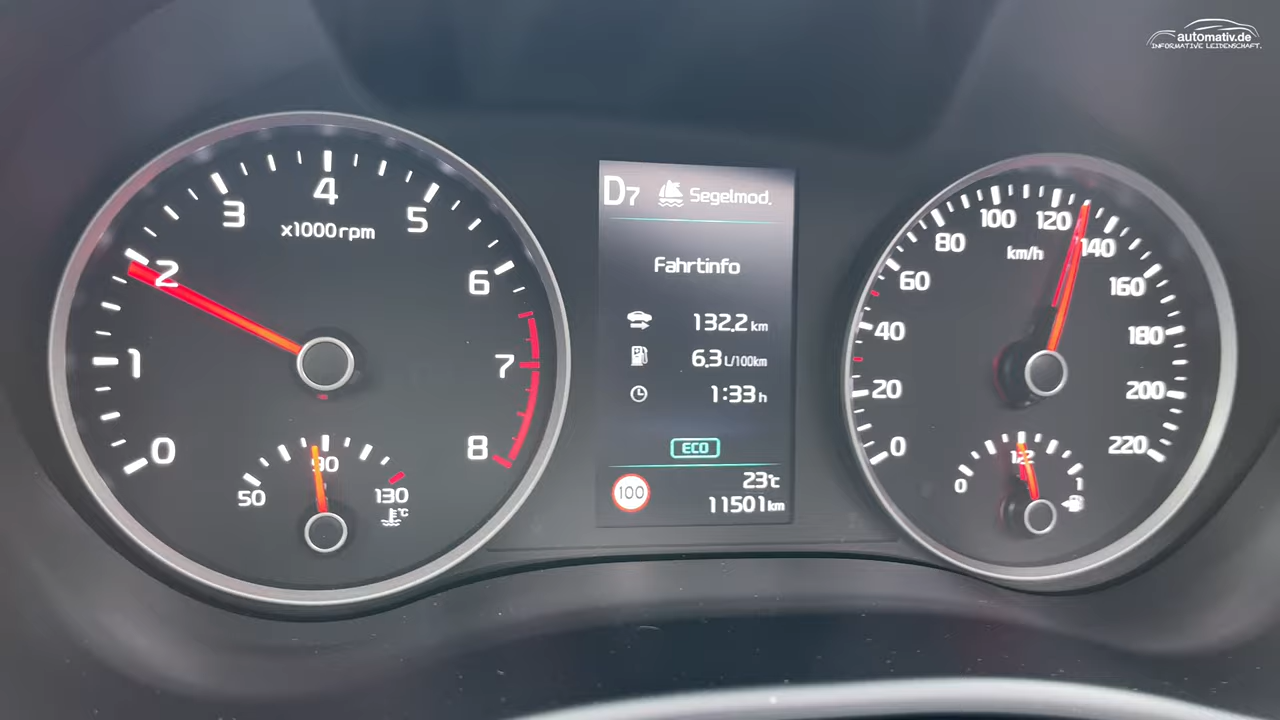 automativ.de
INFORMATIVE LEIDENSCHAFT.
0
1
2
3
4
5
6
7
8
x1000rpm
50
90
130
°C
D7 Segelmod.
Fahrtinfo
132.2 km
6.3 L/100km
1:33 h
ECO
100
23°C
11501 km
0
20
40
60
80
100
120
140
160
180
200
220
km/h
0
1/2
1